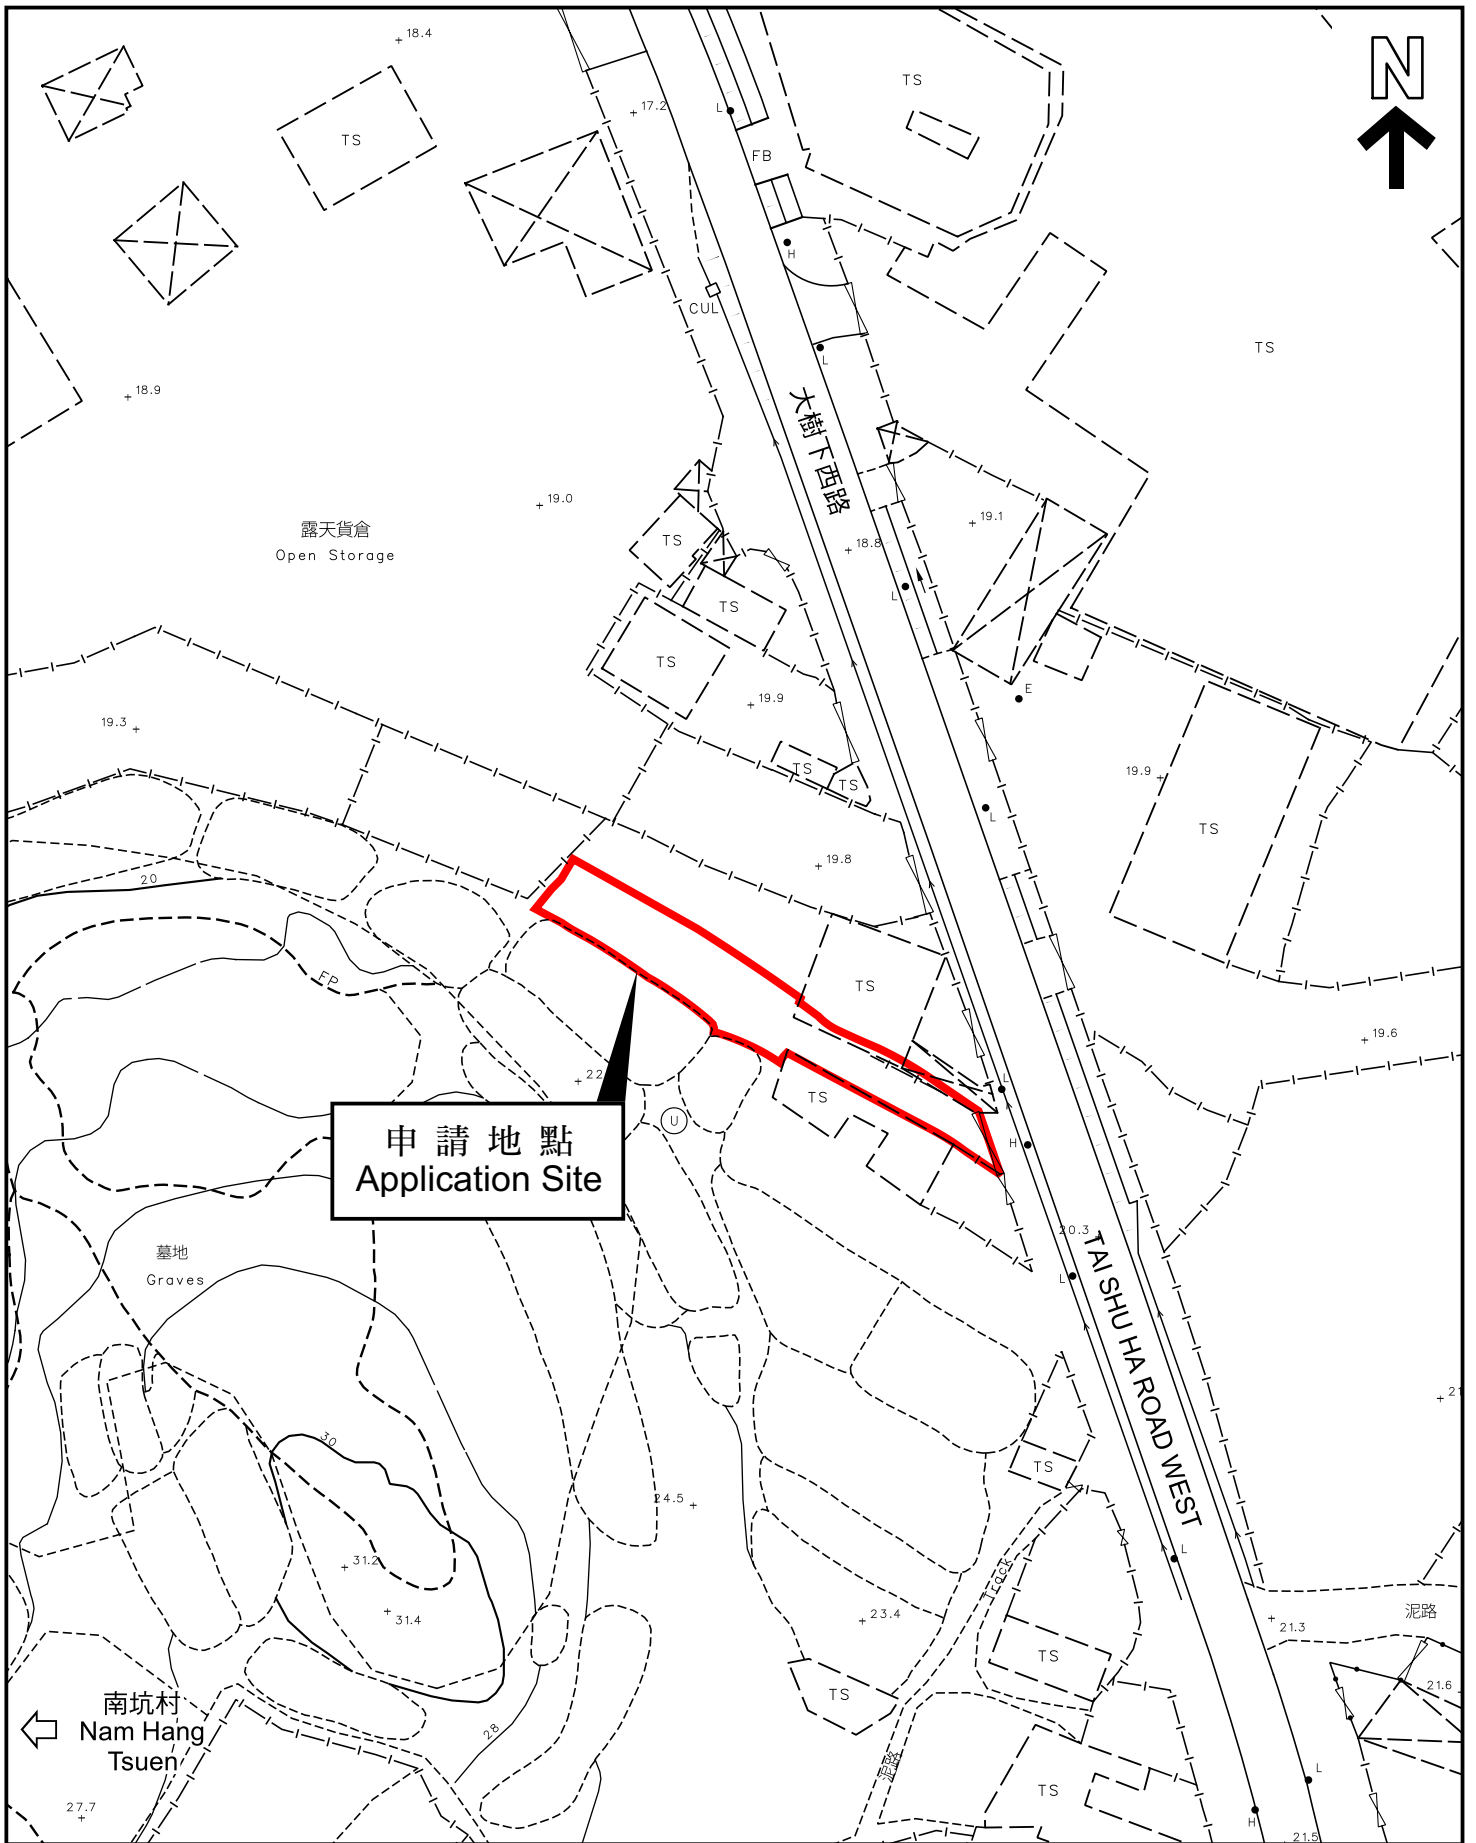 18.4
N
TS
17.2
L
TS
FB
H
CUL
L
TS
18.9
大樹下西路
19.0
19.1
露天貨倉
Open Storage
TS
18.8
L
TS
TS
E
19.9
19.3
TS
TS
19.9
L
TS
19.8
20
FP
TS
19.6
22
L
TS
U
H
申請地點
Application Site
20.3
墓地
Graves
L
TAI SHU HA ROAD WEST
21
30
TS
24.5
31.2
L
Track
31.4
23.4
21.3
泥路
TS
TS
21.6
南坑村
Nam Hang
Tsuen
28
泥路
L
TS
27.7
H
21.5